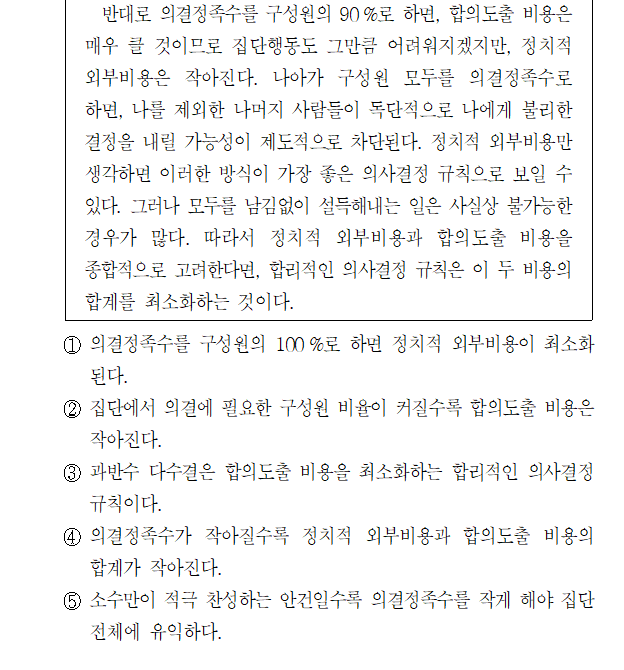 반대로 의결정족수를 구성원의 90 %로 하면, 합의도출 비용은
매우 클 것이므로 집단행동도 그만큼 어려워지겠지만, 정치적
외부비용은 작아진다. 나아가 구성원 모두를 의결정족수로
하면, 나를 제외한 나머지 사람들이 독단적으로 나에게 불리한
결정을 내릴 가능성이 제도적으로 차단된다. 정치적 외부비용만
생각하면 이러한 방식이 가장 좋은 의사결정 규칙으로 보일 수
있다. 그러나 모두를 남김없이 설득해내는 일은 사실상 불가능한
경우가 많다. 따라서 정치적 외부비용과 합의도출 비용을
종합적으로 고려한다면, 합리적인 의사결정 규칙은 이 두 비용의
합계를 최소화하는 것이다.
① 의결정족수를 구성원의 100 %로 하면 정치적 외부비용이 최소화
된다.
② 집단에서 의결에 필요한 구성원 비율이 커질수록 합의도출 비용은
작아진다.
③ 과반수 다수결은 합의도출 비용을 최소화하는 합리적인 의사결정
규칙이다.
④ 의결정족수가 작아질수록 정치적 외부비용과 합의도출 비용의
합계가 작아진다.
⑤ 소수만이 적극 찬성하는 안건일수록 의결정족수를 작게 해야 집단
전체에 유익하다.